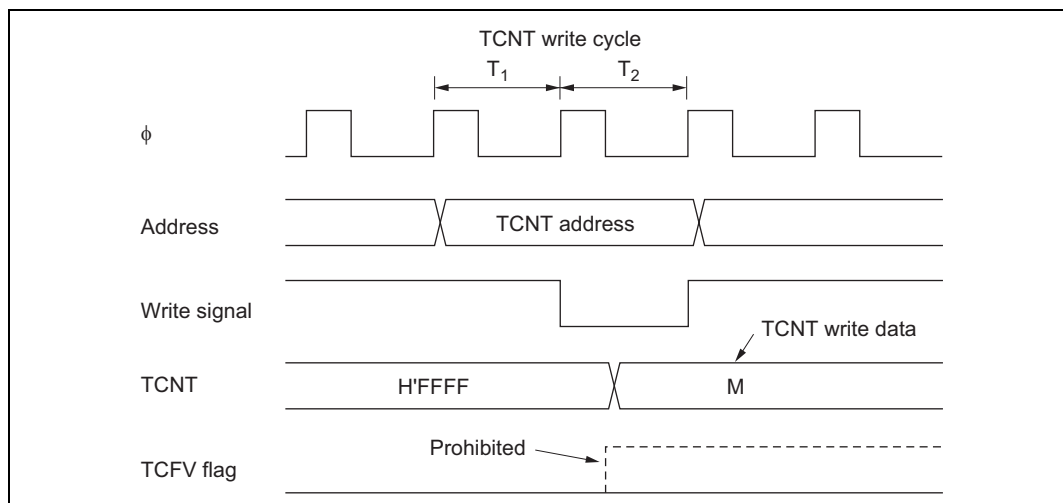 TCNT write cycle
T1 T2
ϕ
Address
TCNT address
Write signal
TCNT write data
TCNT
H'FFFF
M
Prohibited
TCFV flag